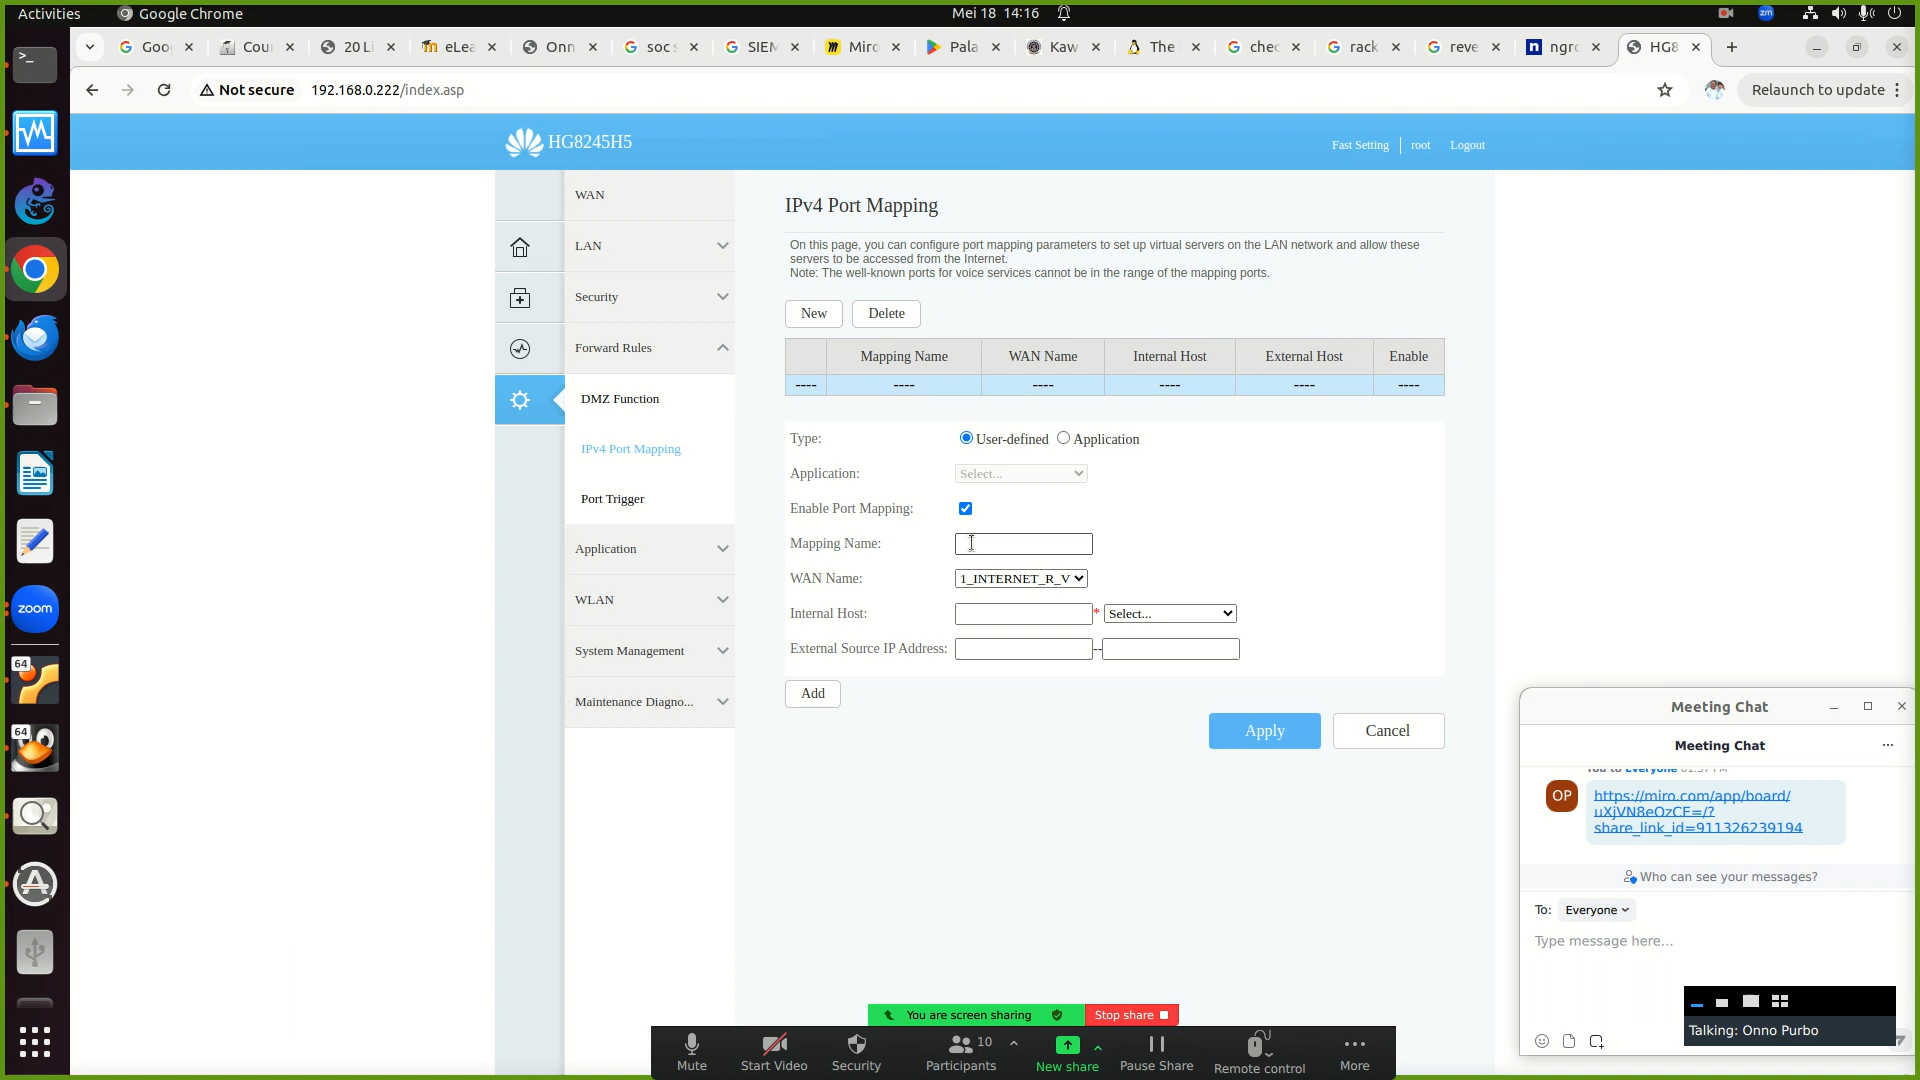 Activities
Google Chrome
Mei 18 14:16
zm
Goo
Cour
20 Li
eLea
Onn
soc s
SIEM
Miro
Pala
Kaw
The
chec
rack
reve
ngro
HG8
Not secure
192.168.0.222/index.asp
Relaunch to update
HG8245H5
Fast Setting
root
Logout
WAN
LAN
Security
Forward Rules
DMZ Function
IPv4 Port Mapping
Port Trigger
Application
WLAN
System Management
Maintenance Diagno...
IPv4 Port Mapping
On this page, you can configure port mapping parameters to set up virtual servers on the LAN network and allow these
servers to be accessed from the Internet.
Note: The well-known ports for voice services cannot be in the range of the mapping ports.
New
Delete
Mapping Name WAN Name Internal Host External Host Enable
---- ---- ---- ---- ---- ----
Type: User-defined Application
Application: Select...
Enable Port Mapping:
Mapping Name:
WAN Name: 1_INTERNET_R_V
Internal Host: * Select...
External Source IP Address: --
Add
Apply
Cancel
zoom
64
64
Meeting Chat
Meeting Chat
OP
https://miro.com/app/board/
uXjVN8eOzCE=/?
share_link_id=911326239194
Who can see your messages?
To: Everyone
Type message here...
Talking: Onno Purbo
You are screen sharing
Stop share
Mute
Start Video
Security
Participants
10
New share
Pause Share
Remote control
More